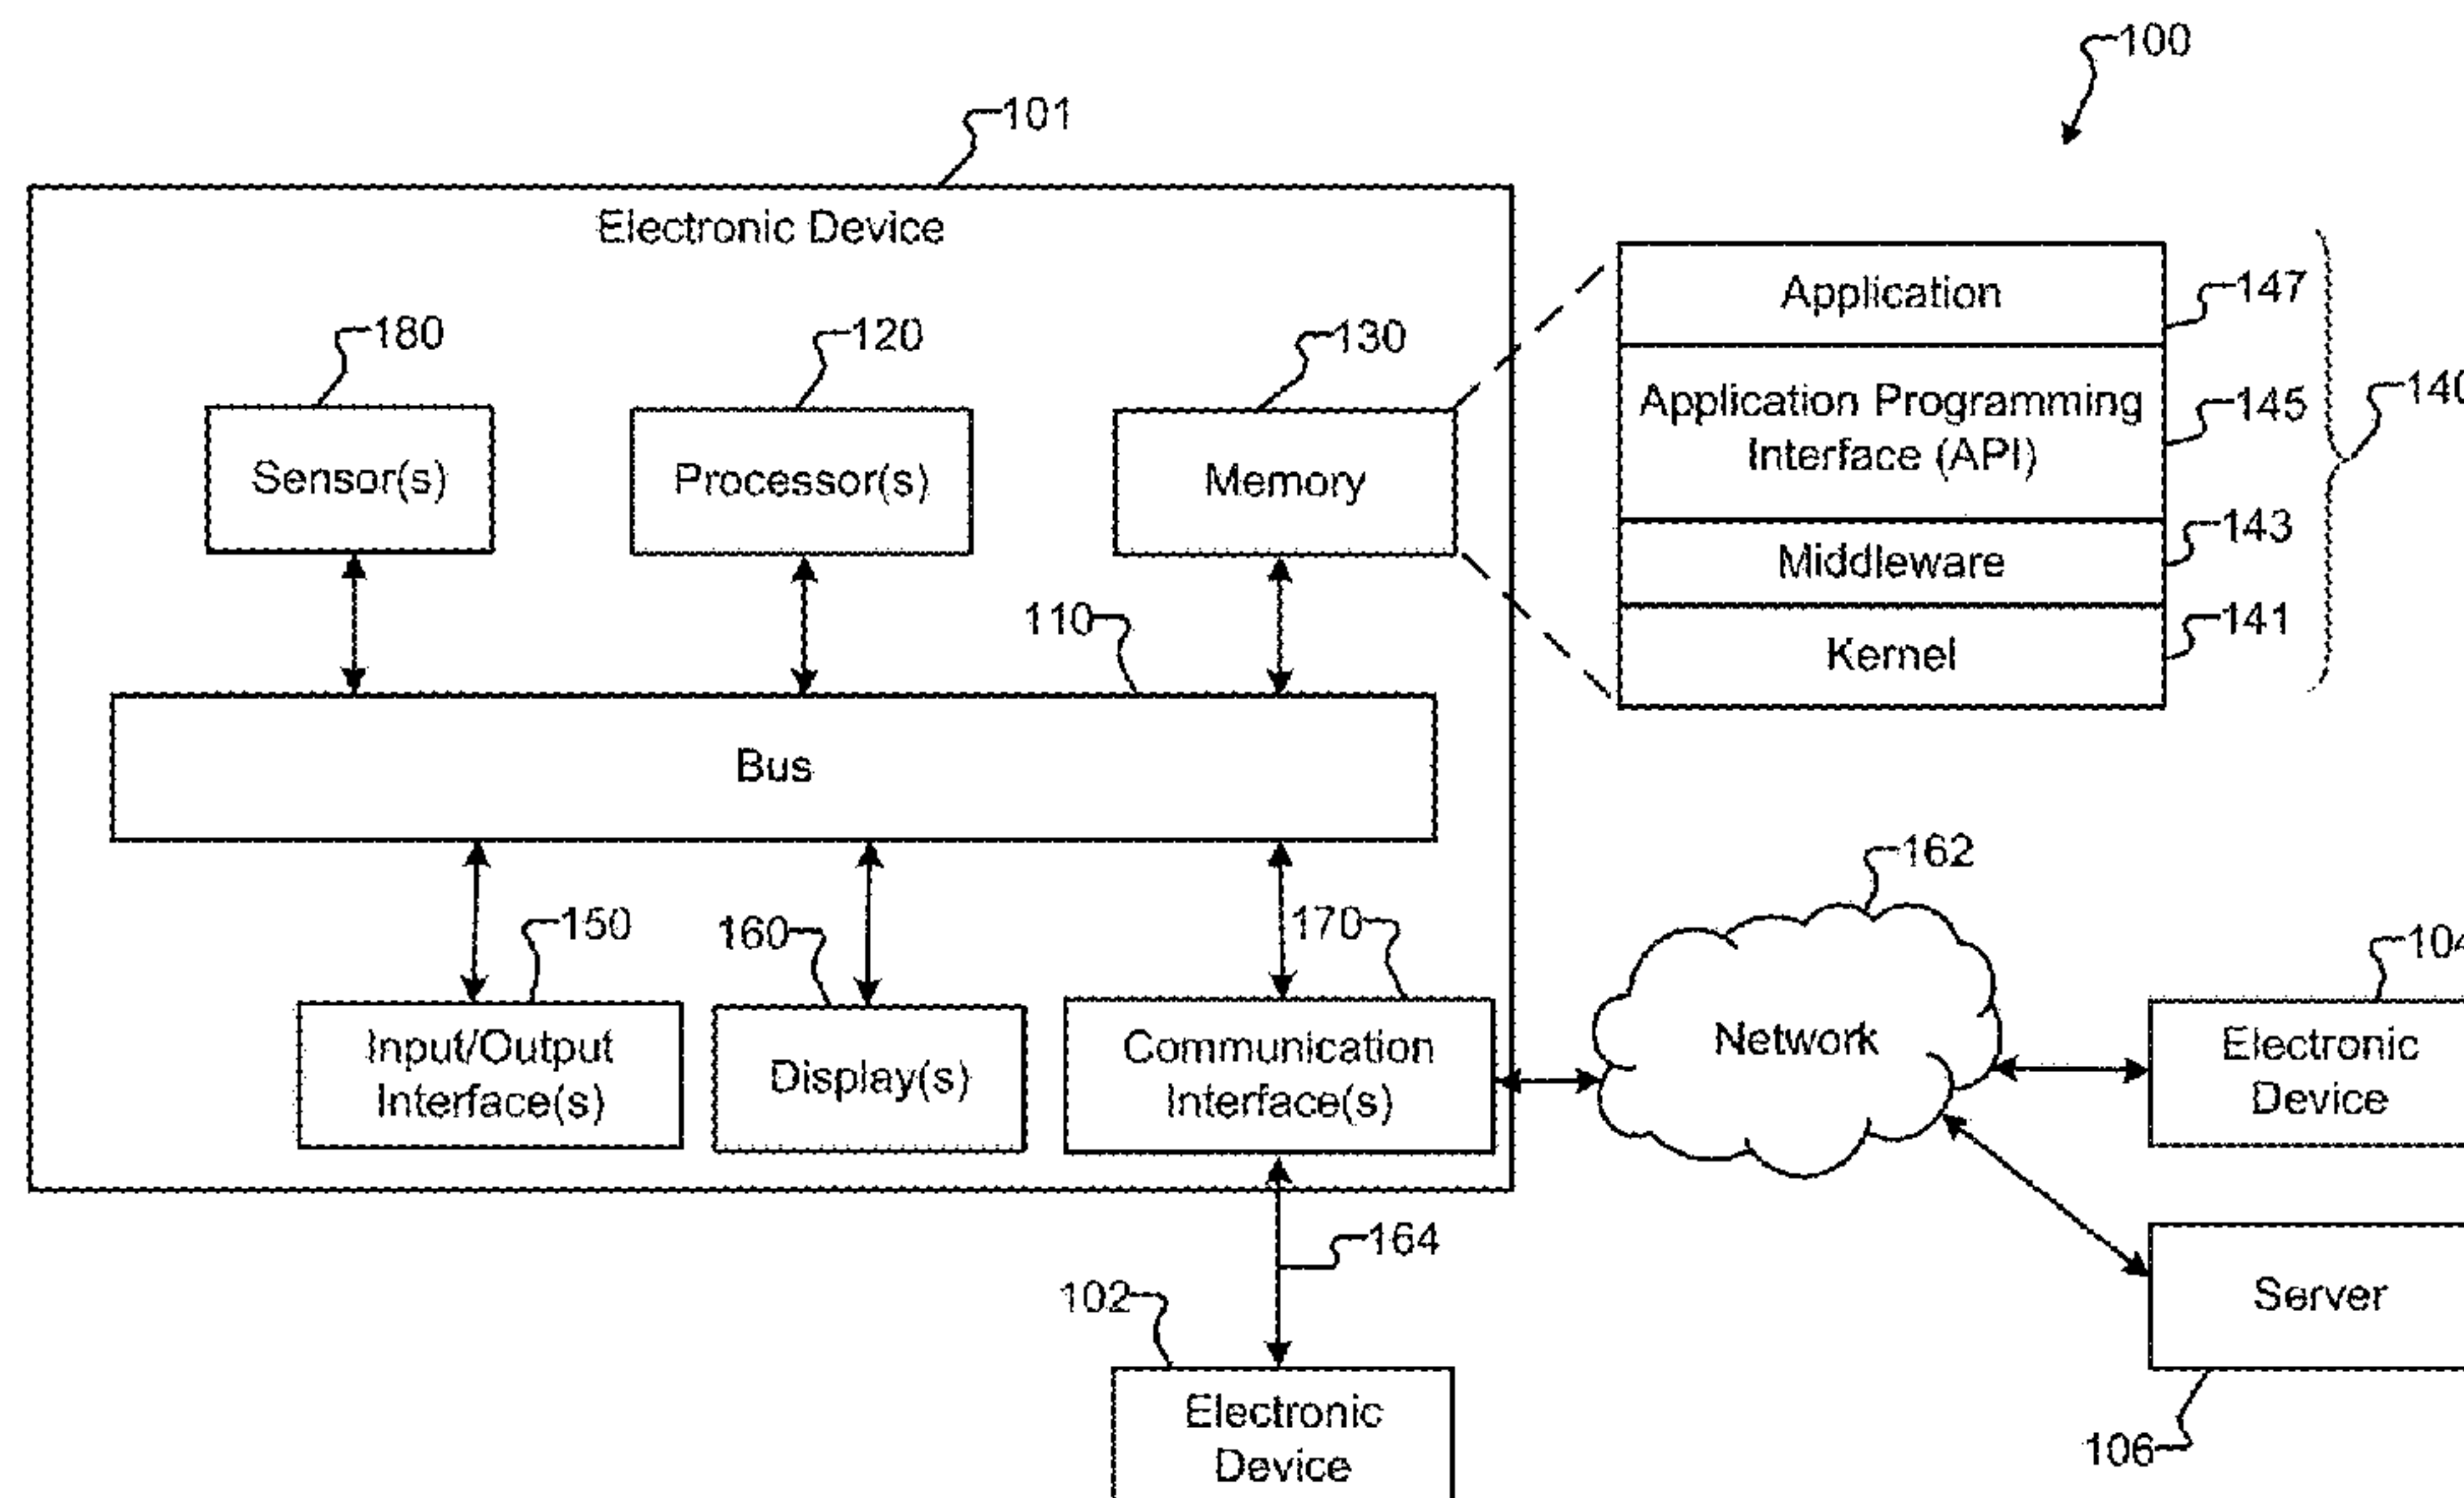 100
101
Electronic Device
Application
147
180
120
130
Application Programming
Interface (API)
145
140
Sensor(s)
Processor(s)
Memory
Middleware
143
110
Kernel
141
Bus
162
150
160
170
104
Network
Input/Output
Interface(s)
Display(s)
Communication
Interface(s)
Electronic
Device
164
102
Server
Electronic
Device
106